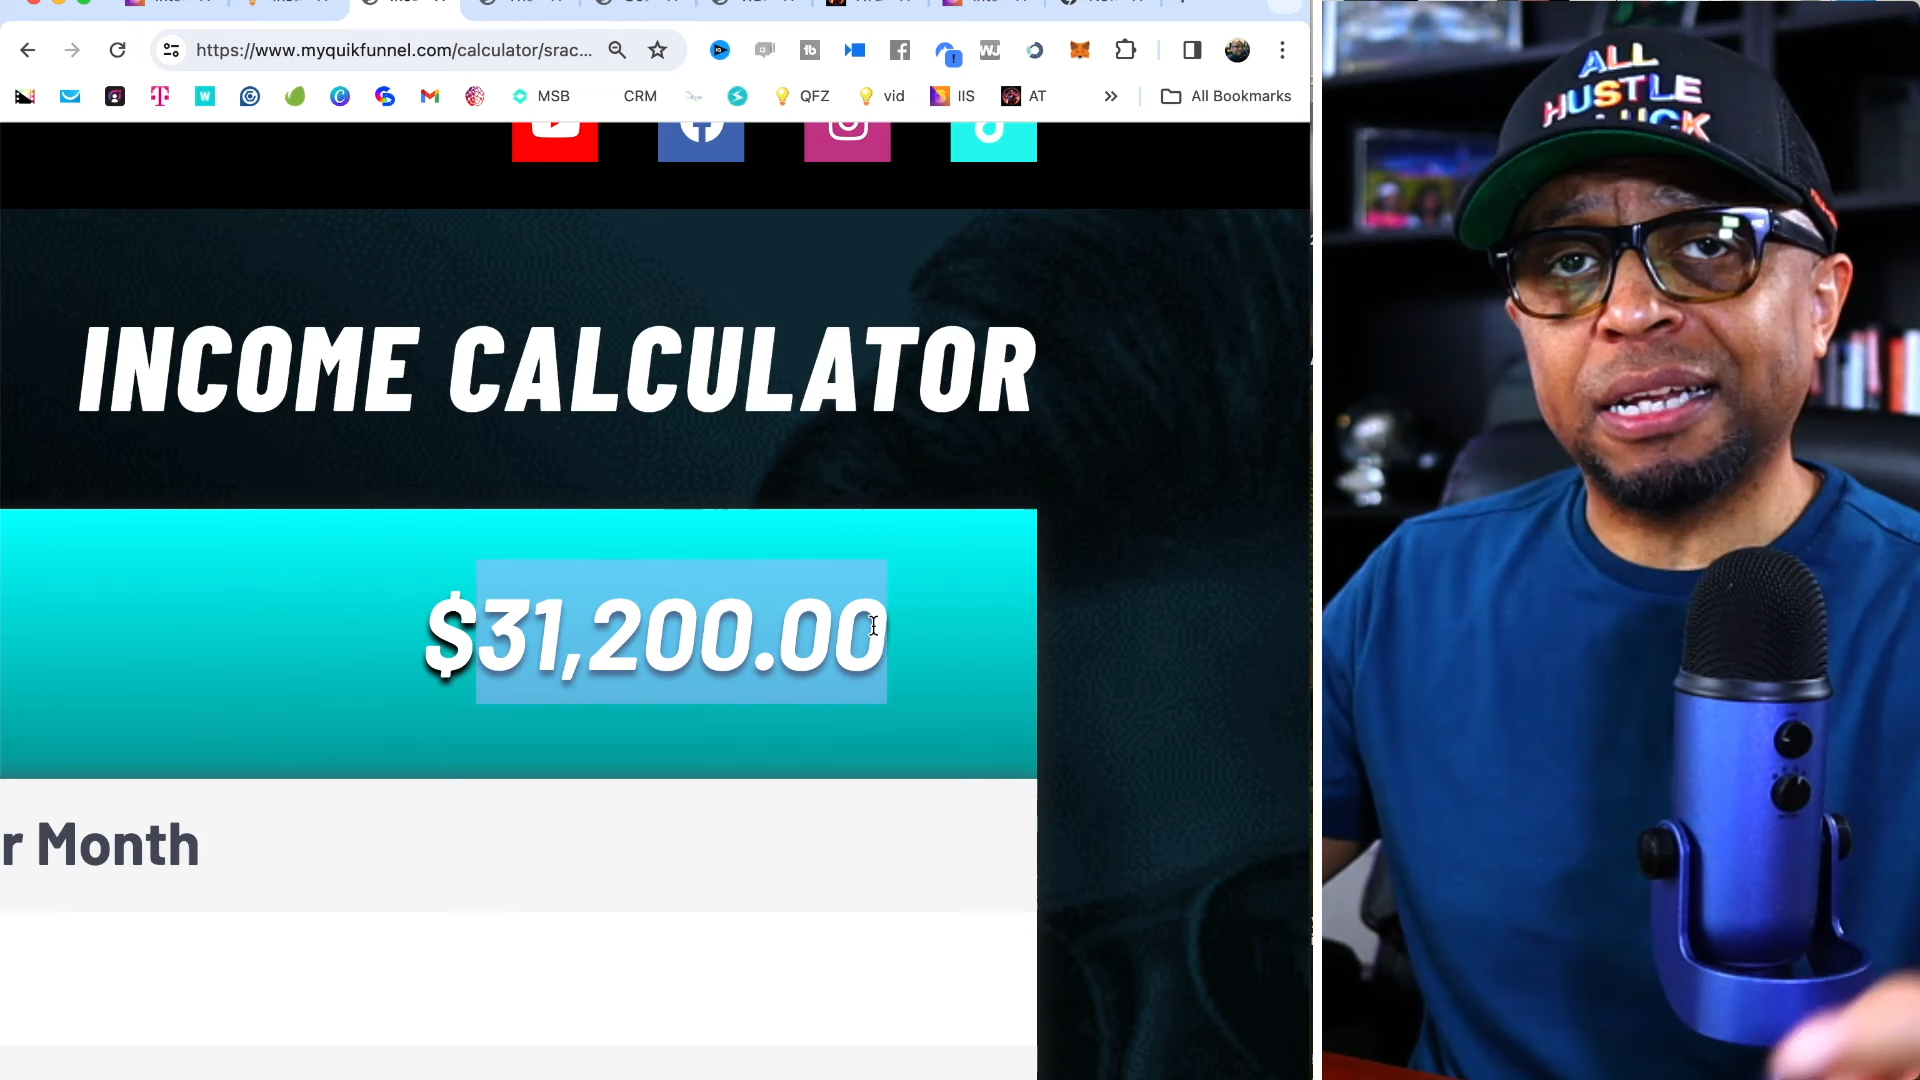 https://www.myquikfunnel.com/calculator/srac...
MSB
CRM
QFZ
vid
IIS
AT
All Bookmarks
INCOME CALCULATOR
$31,200.00
r Month
ALL
HUSTLE
LUCK